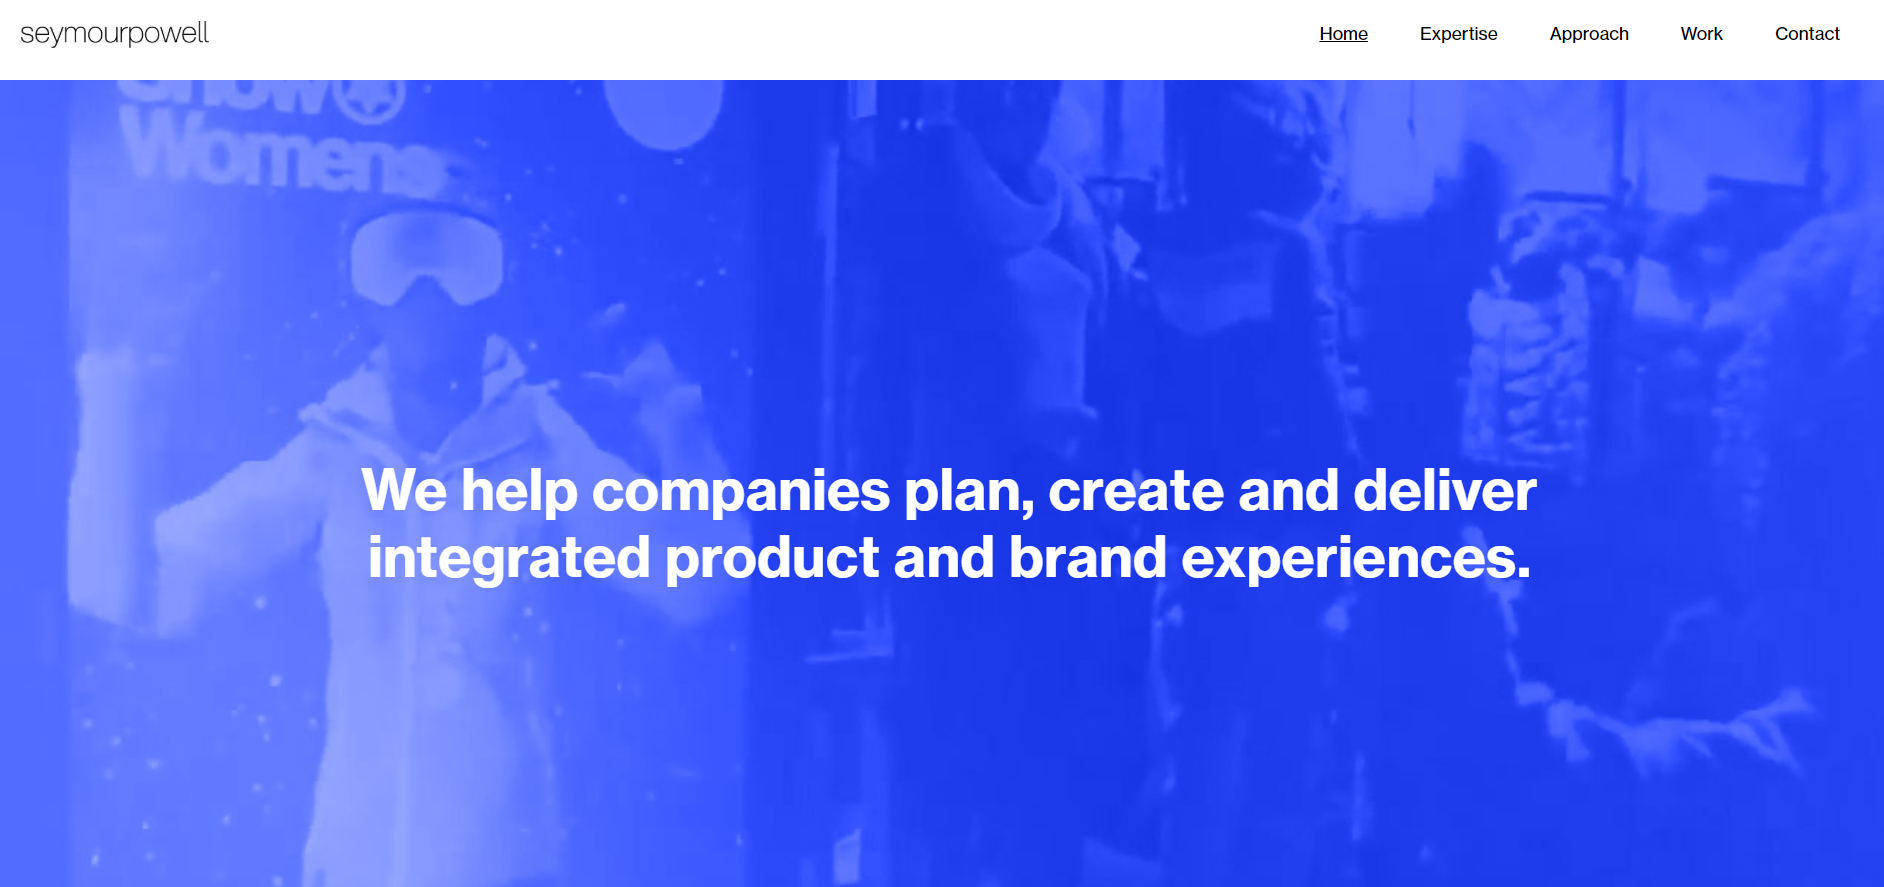 seymourpowell
Home Expertise Approach Work Contact
Snow
Womens
We help companies plan, create and deliver
integrated product and brand experiences.